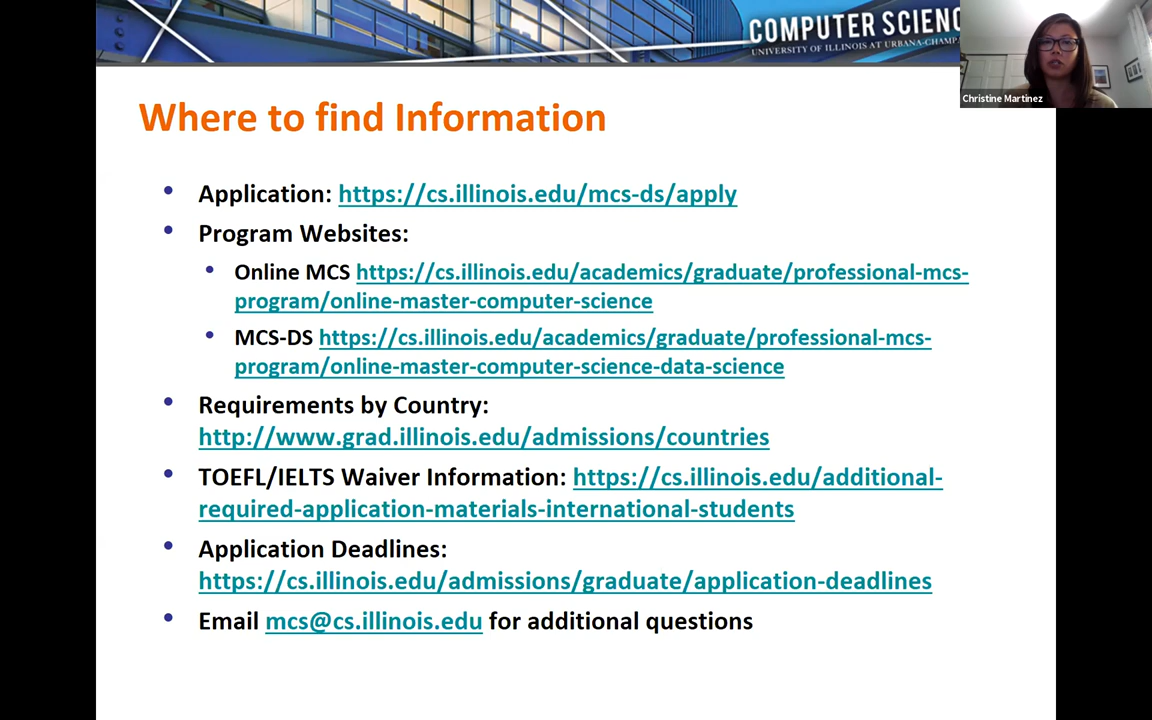 COMPUTER SCIENC
UNIVERSITY OF ILLINOIS AT URBANA-CHAMPA
Christine Martinez
Where to find Information
• Application: https://cs.illinois.edu/mcs-ds/apply
• Program Websites:
• Online MCS https://cs.illinois.edu/academics/graduate/professional-mcs-
program/online-master-computer-science
• MCS-DS https://cs.illinois.edu/academics/graduate/professional-mcs-
program/online-master-computer-science-data-science
• Requirements by Country:
http://www.grad.illinois.edu/admissions/countries
• TOEFL/IELTS Waiver Information: https://cs.illinois.edu/additional-
required-application-materials-international-students
• Application Deadlines:
https://cs.illinois.edu/admissions/graduate/application-deadlines
• Email mcs@cs.illinois.edu for additional questions